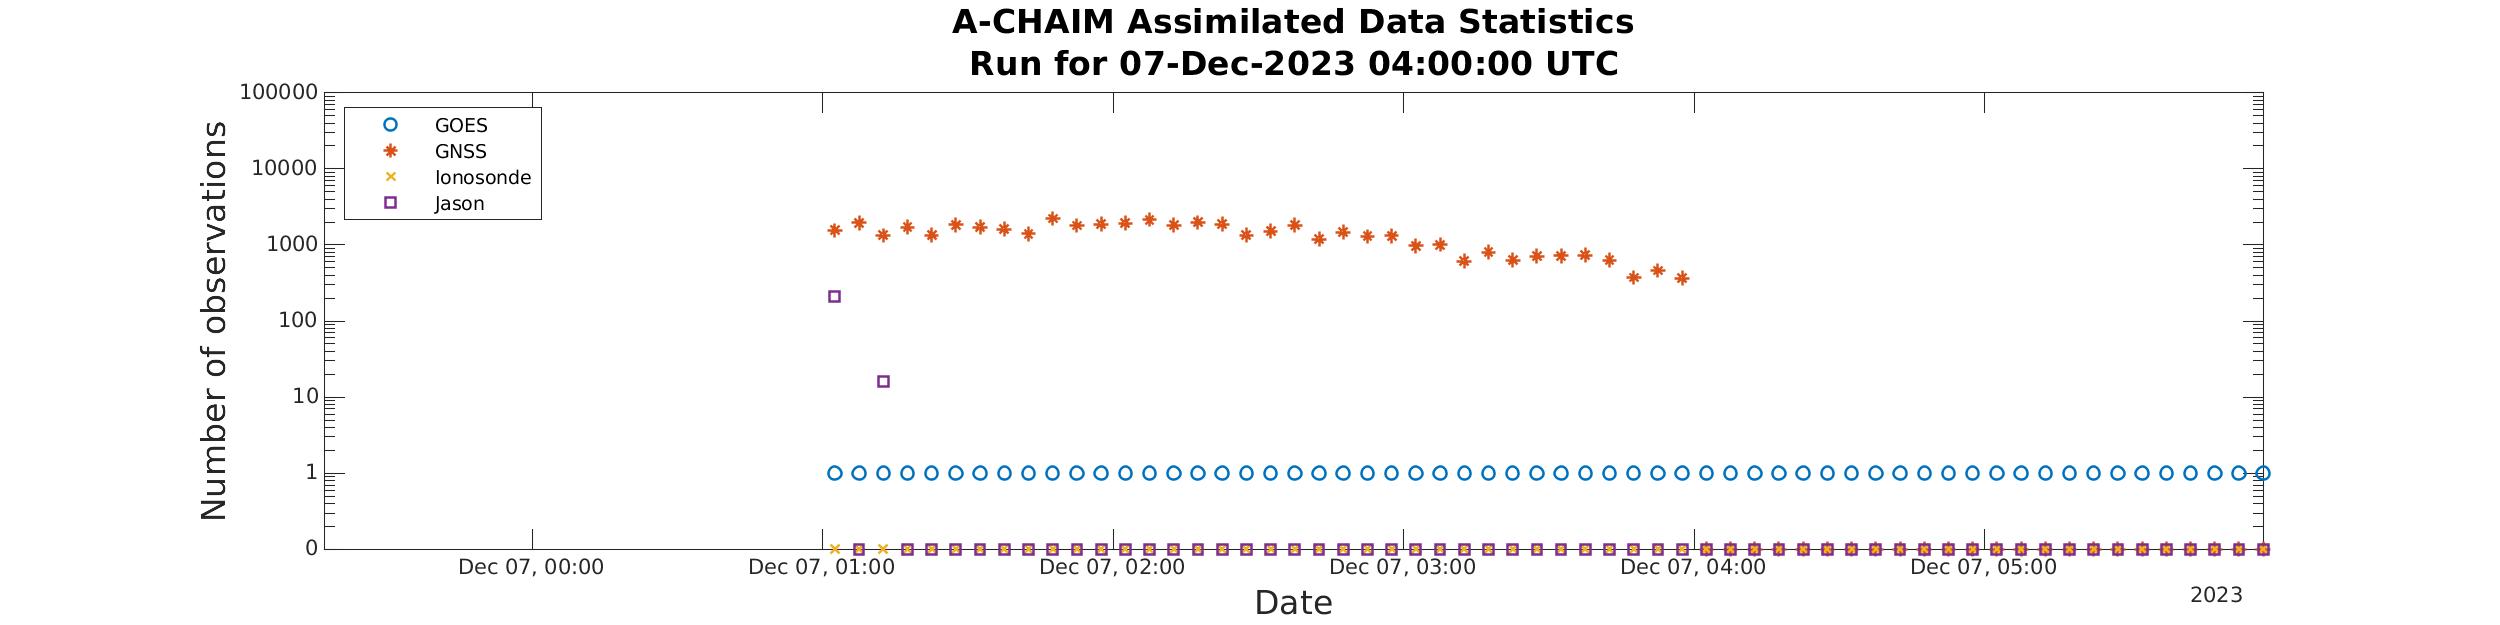 A-CHAIM Assimilated Data Statistics
Run for 07-Dec-2023 04:00:00 UTC
Number of observations
100000
10000
1000
100
10
1
0
GOES
GNSS
Ionosonde
Jason
Dec 07, 00:00 Dec 07, 01:00 Dec 07, 02:00 Dec 07, 03:00 Dec 07, 04:00 Dec 07, 05:00
2023
Date